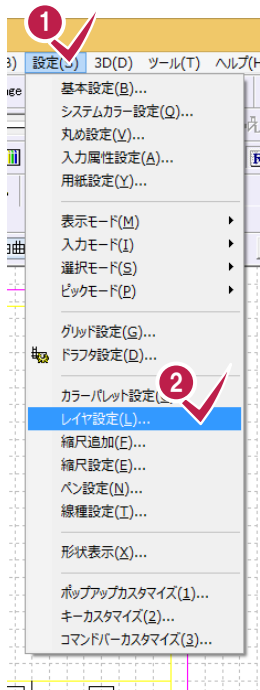 1
設定(S) 3D(D) ツール(T) ヘルプ(H
基本設定(B)...
システムカラー設定(O)...
丸め設定(V)...
入力属性設定(A)...
用紙設定(Y)...
表示モード(M)
入力モード(I)
選択モード(S)
ピックモード(P)
グリッド設定(G)...
ドラフタ設定(D)...
カラーパレット設定
2
レイヤ設定(L)...
縮尺追加(F)...
縮尺設定(E)...
ペン設定(N)...
線種設定(T)...
形状表示(X)...
ポップアップカスタマイズ(1)...
キーカスタマイズ(2)...
コマンドバーカスタマイズ(3)...